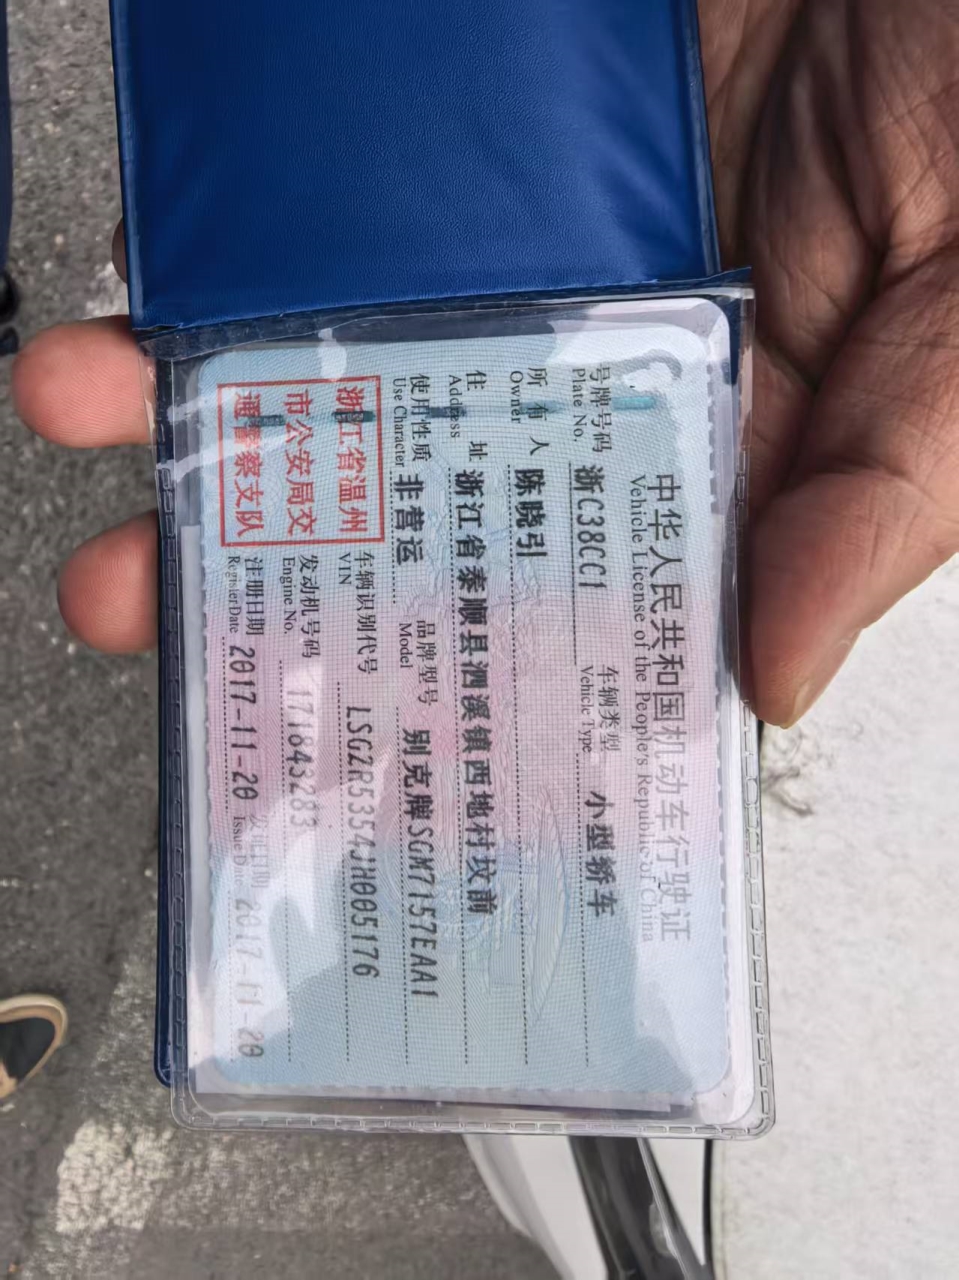 中华人民共和国机动车行驶证
Vehicle License of the People's Republic of China
号牌号码 浙C38CC1 车辆类型 小型轿车
Plate No. Vehicle Type
所有人 陈晓引
Owner
住址 浙江省泰顺县泗溪镇西地村坟前
Address
使用性质 非营运 品牌型号 别克牌SGM7157EAA1
Use Character Model
浙江省温州
市公安局交
通警察支队
车辆识别代号 LSGZR5354JH005176
VIN
发动机号码 171843283
Engine No.
注册日期 2017-11-20 发证日期 2017-11-20
Register Date Issue Date